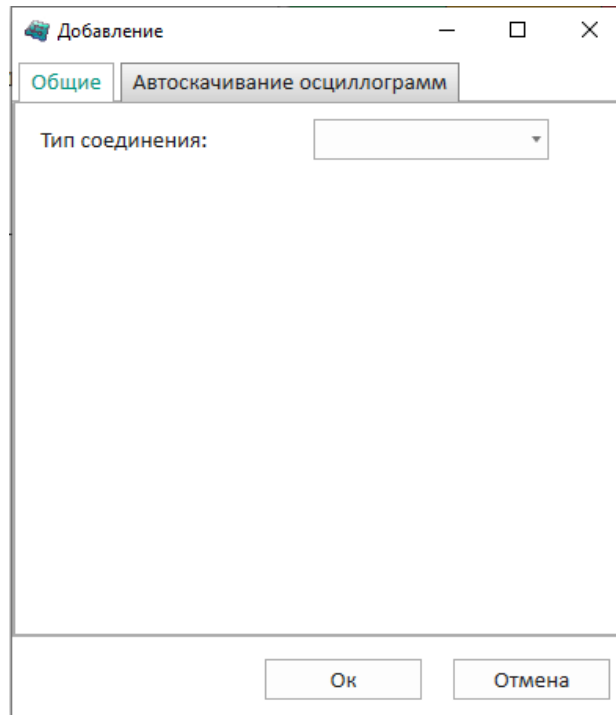 Добавление
Общие Автоскачивание осциллограмм
Тип соединения:
Ок Отмена